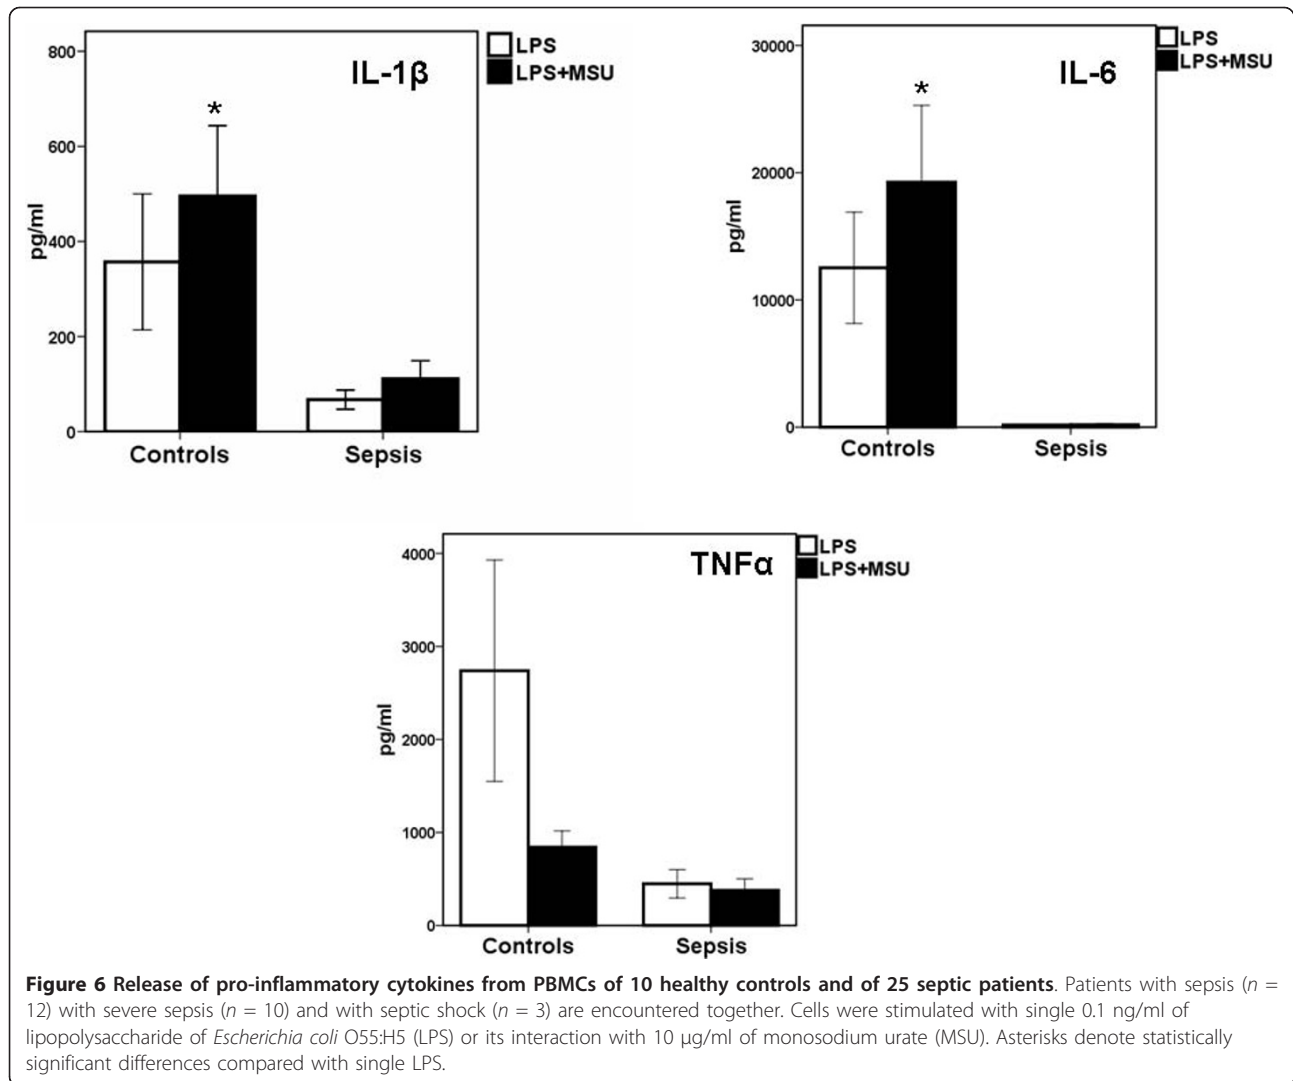 800
600
400
200
0
pg/ml
IL-1β
LPS
LPS+MSU
*
Controls
Sepsis
30000
20000
10000
0
pg/ml
IL-6
LPS
LPS+MSU
*
Controls
Sepsis
4000
3000
2000
1000
0
pg/ml
TNFα
LPS
LPS+MSU
Controls
Sepsis
Figure 6 Release of pro-inflammatory cytokines from PBMCs of 10 healthy controls and of 25 septic patients. Patients with sepsis (n =
12) with severe sepsis (n = 10) and with septic shock (n = 3) are encountered together. Cells were stimulated with single 0.1 ng/ml of
lipopolysaccharide of Escherichia coli O55:H5 (LPS) or its interaction with 10 μg/ml of monosodium urate (MSU). Asterisks denote statistically
significant differences compared with single LPS.